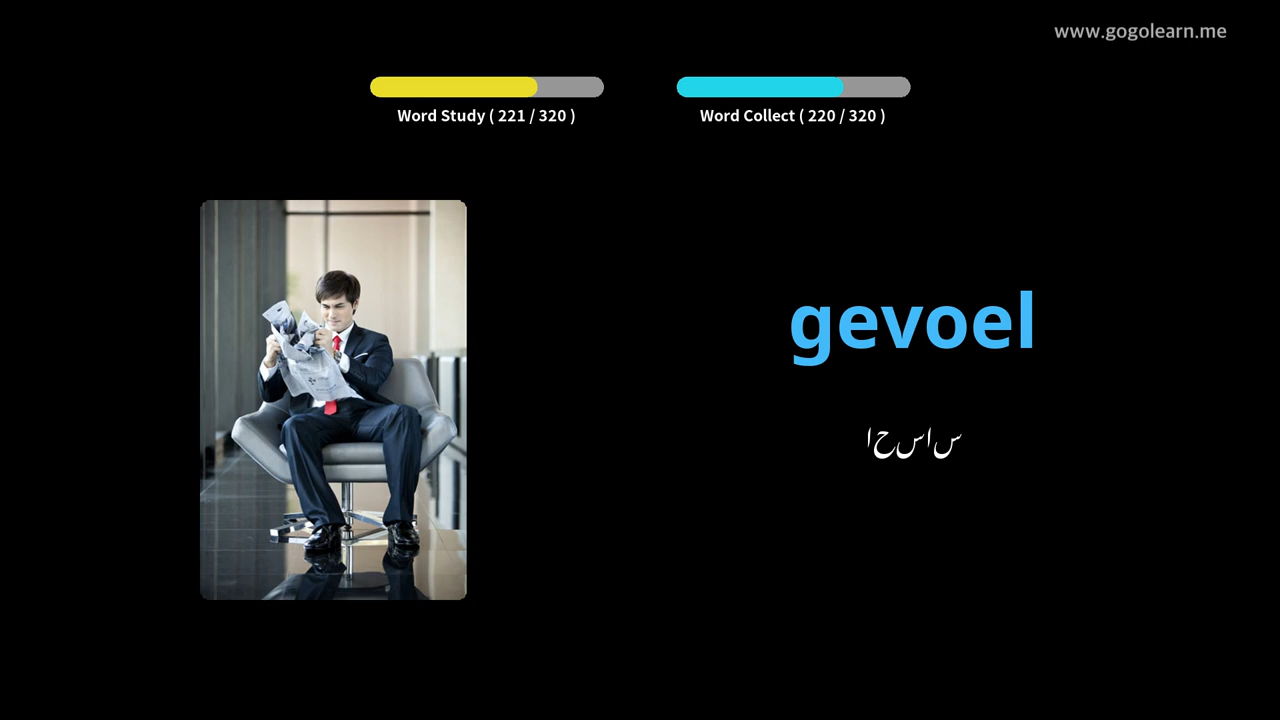 www.gogolearn.me
Word Study ( 221 / 320 )
Word Collect ( 220 / 320 )
gevoel
احساس